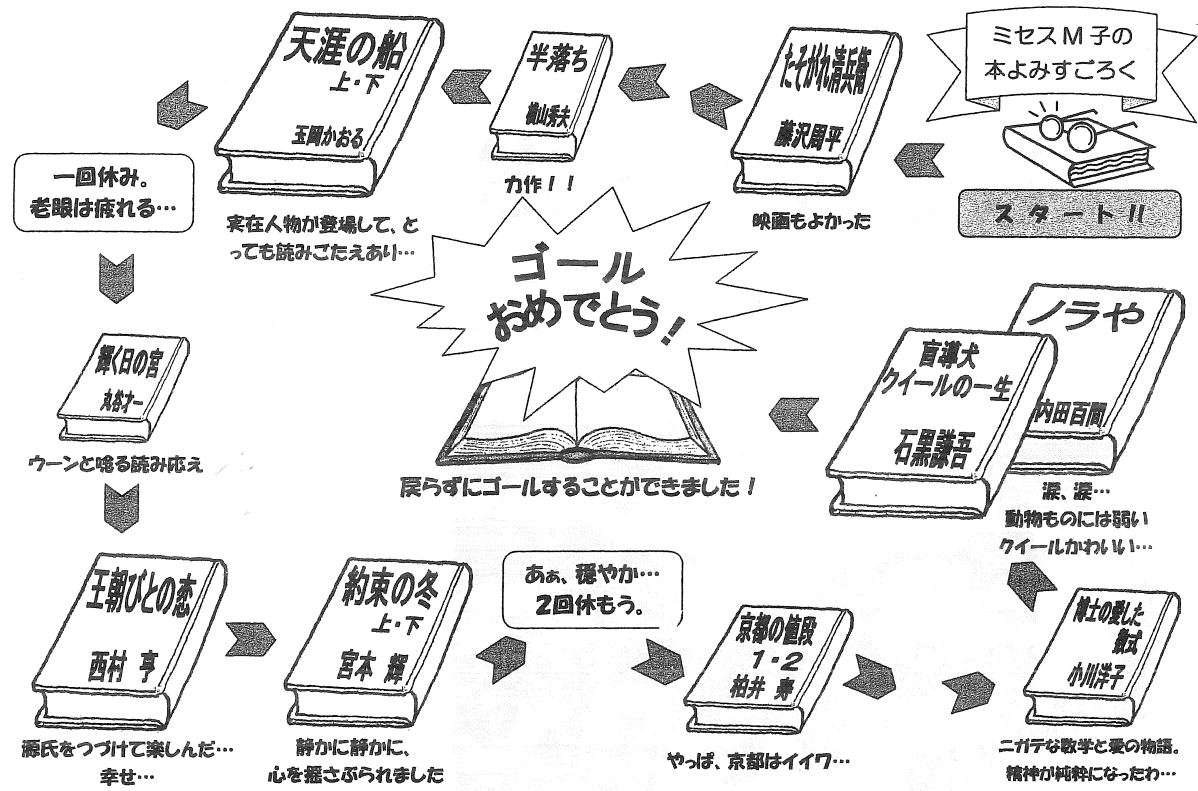 ミセスM子の
本よみすごろく
スタート!!
たそがれ清兵衛
藤沢周平
映画もよかった
半落ち
横山秀夫
力作!!
天涯の船
上・下
玉岡かおる
実在人物が登場して、と
っても読みごたえあり…
一回休み。
老眼は疲れる…
輝く日の宮
丸谷才一
ウーンと唸る読み応え
王朝びとの恋
西村 亨
源氏をつづけて楽しんだ…
幸せ…
約束の冬
上・下
宮本 輝
静かに静かに、
心を揺さぶられました
あぁ、穏やか…
2回休もう。
京都の値段
1・2
柏井 寿
やっぱ、京都はイイワ…
博士の愛した
数式
小川洋子
ニガテな数学と愛の物語。
精神が純粋になったわ…
ノラや
内田百間
盲導犬
クイールの一生
石黒謙吾
涙、涙…
動物ものには弱い
クイールかわいい…
ゴール
おめでとう!
戻らずにゴールすることができました!